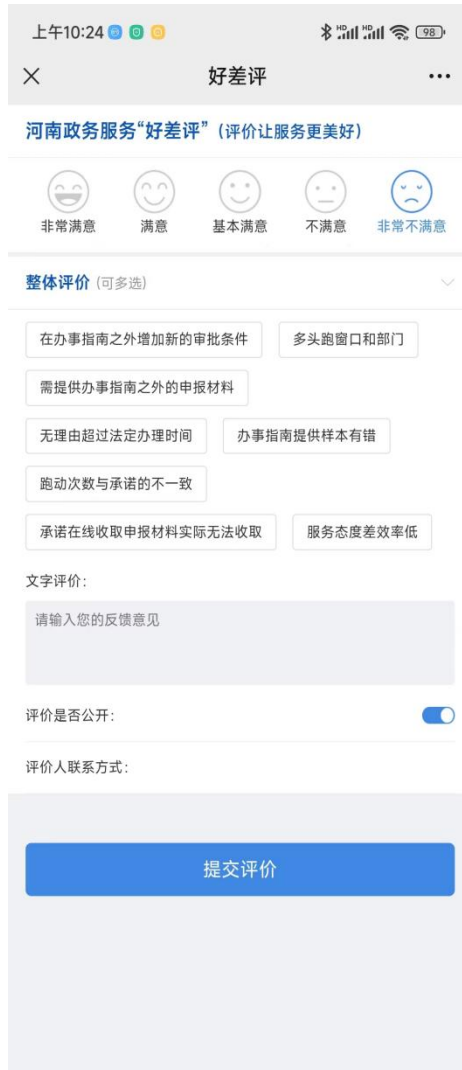 上午10:24
HD HD 98
好差评
河南政务服务“好差评”(评价让服务更美好)
非常满意 满意 基本满意 不满意 非常不满意
整体评价 (可多选)
在办事指南之外增加新的审批条件 多头跑窗口和部门
需提供办事指南之外的申报材料
无理由超过法定办理时间 办事指南提供样本有错
跑动次数与承诺的不一致
承诺在线收取申报材料实际无法收取 服务态度差效率低
文字评价:
请输入您的反馈意见
评价是否公开:
评价人联系方式:
提交评价